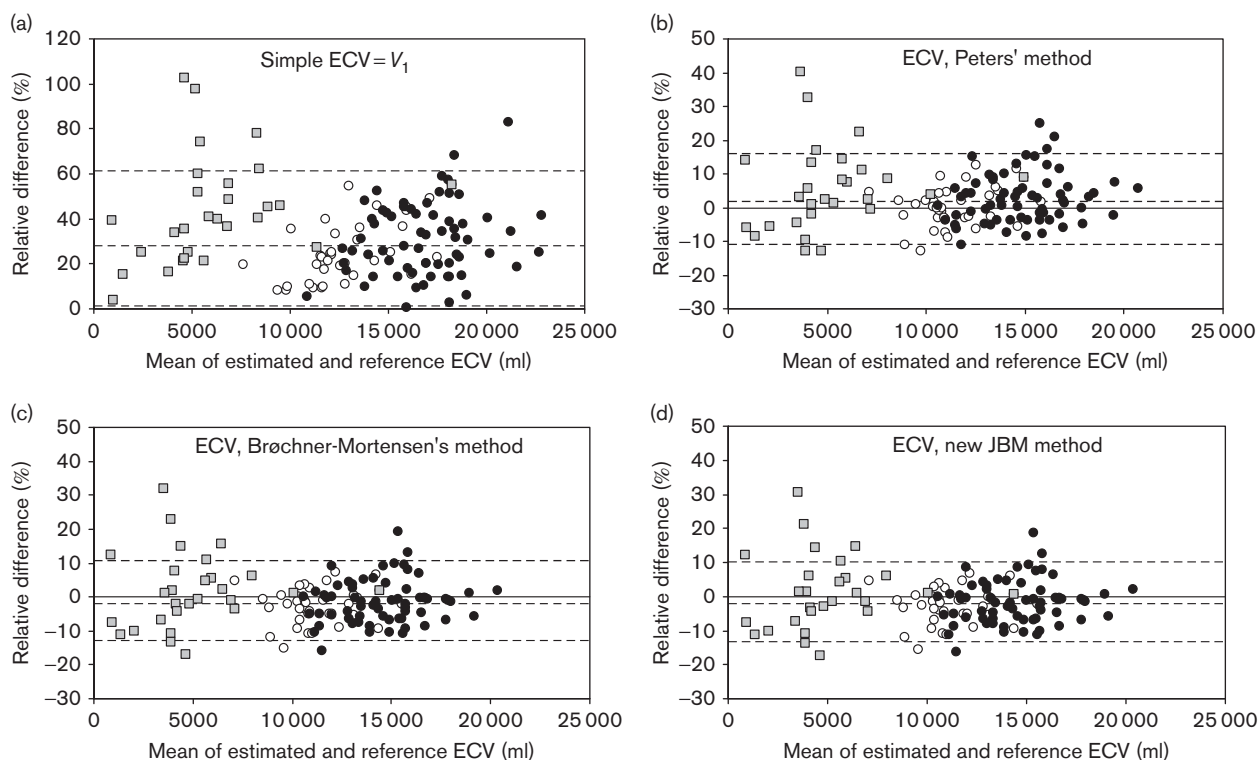 (a)
120
100
80
60
40
20
0
Relative difference (%)
Simple ECV = V1
0 5000 10 000 15 000 20 000 25 000
Mean of estimated and reference ECV (ml)
(b)
50
40
30
20
10
0
−10
−20
−30
Relative difference (%)
ECV, Peters' method
0 5000 10 000 15 000 20 000 25 000
Mean of estimated and reference ECV (ml)
(c)
50
40
30
20
10
0
−10
−20
−30
Relative difference (%)
ECV, Brøchner-Mortensen's method
0 5000 10 000 15 000 20 000 25 000
Mean of estimated and reference ECV (ml)
(d)
50
40
30
20
10
0
−10
−20
−30
Relative difference (%)
ECV, new JBM method
0 5000 10 000 15 000 20 000 25 000
Mean of estimated and reference ECV (ml)